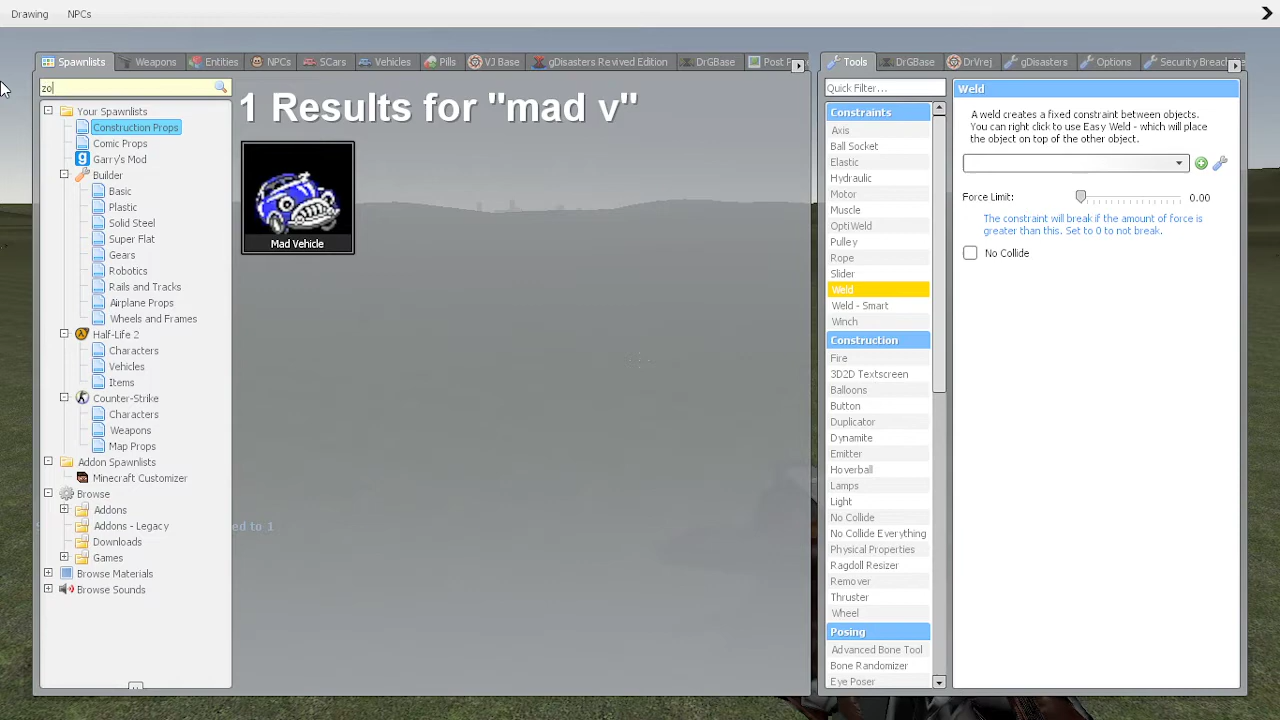 Drawing NPCs
Spawnlists Weapons Entities NPCs SCars Vehicles Pills VJ Base gDisasters Revised Edition DrGBase Post P
zo
1 Results for "mad v"
Mad Vehicle
Your Spawnlists
Construction Props
Comic Props
Garry's Mod
Builder
Basic
Plastic
Solid Steel
Super Flat
Gears
Robotics
Rails and Tracks
Airplane Props
Wheels and Frames
Half-Life 2
Characters
Vehicles
Items
Counter-Strike
Characters
Weapons
Map Props
Addon Spawnlists
Minecraft Customizer
Browse
Addons
Addons - Legacy
Downloads
Games
Browse Materials
Browse Sounds
ed to 1
Tools DrGBase DrVrej gDisasters Options Security Breac
Quick Filter...
Constraints
Axis
Ball Socket
Elastic
Hydraulic
Motor
Muscle
OptiWeld
Pulley
Rope
Slider
Weld
Weld - Smart
Winch
Construction
Fire
3D2D Textscreen
Balloons
Button
Duplicator
Dynamite
Emitter
Hoverball
Lamps
Light
No Collide
No Collide Everything
Physical Properties
Ragdoll Resizer
Remover
Thruster
Wheel
Posing
Advanced Bone Tool
Bone Randomizer
Eye Poser
Weld
A weld creates a fixed constraint between objects.
You can right click to use Easy Weld - which will place
the object on top of the other object.
Force Limit: 0.00
The constraint will break if the amount of force is
greater than this. Set to 0 to not break.
No Collide